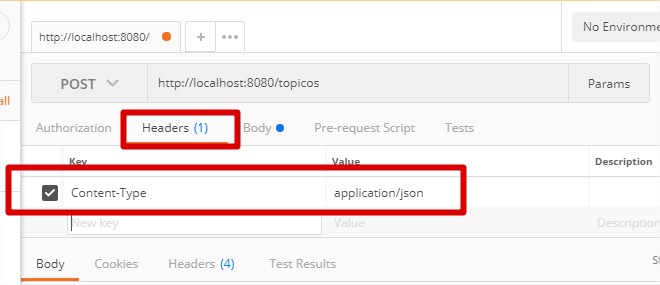 http://localhost:8080/
No Environme
all
POST
http://localhost:8080/topicos
Params
Authorization Headers (1) Body Pre-request Script Tests
Key Value Description
Content-Type application/json
New key Value Description
Body Cookies Headers (4) Test Results